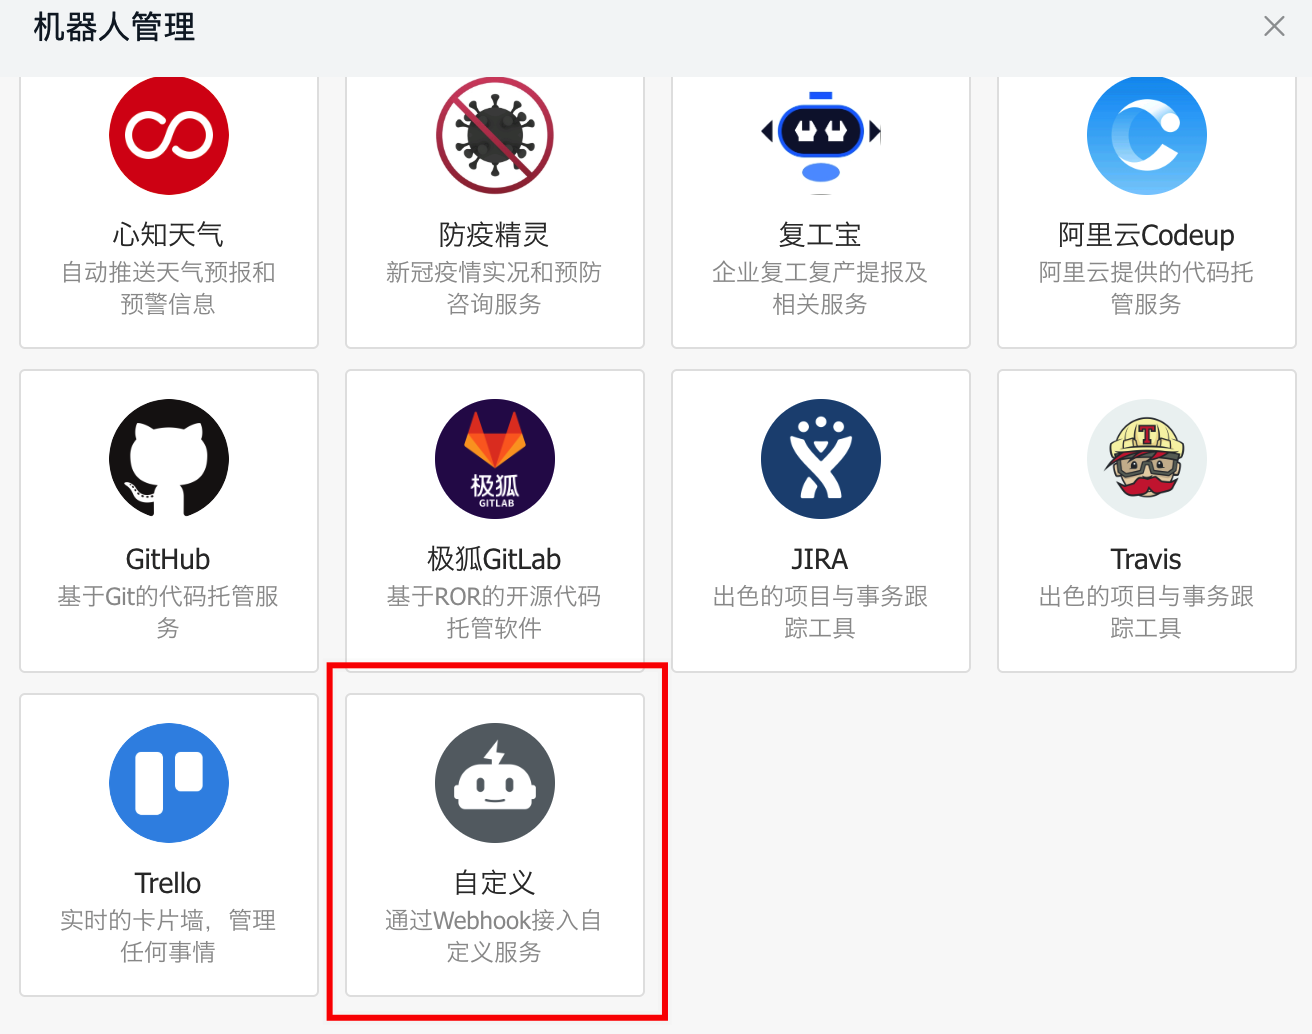 机器人管理
心知天气
自动推送天气预报和
预警信息
防疫精灵
新冠疫情实况和预防
咨询服务
复工宝
企业复工复产提报及
相关服务
阿里云Codeup
阿里云提供的代码托
管服务
GitHub
基于Git的代码托管服
务
极狐
GITLAB
极狐GitLab
基于ROR的开源代码
托管软件
JIRA
出色的项目与事务跟
踪工具
T
Travis
出色的项目与事务跟
踪工具
Trello
实时的卡片墙，管理
任何事情
自定义
通过Webhook接入自
定义服务